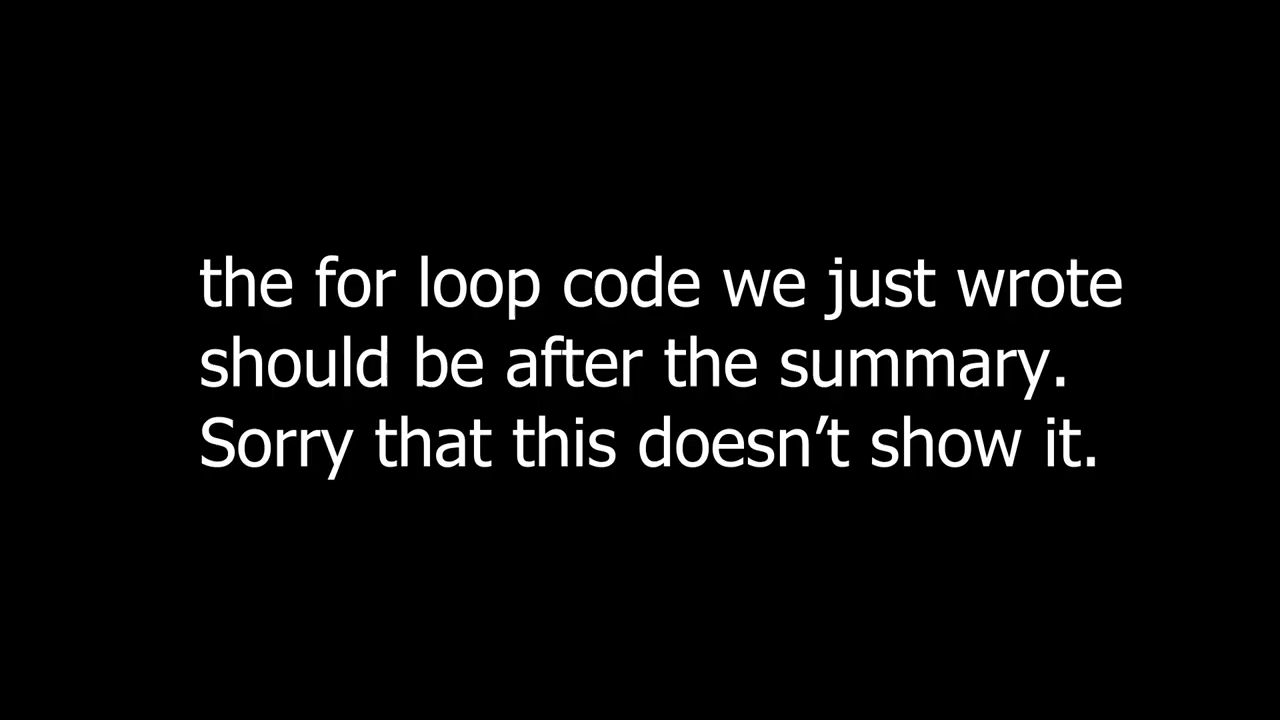 the for loop code we just wrote
should be after the summary.
Sorry that this doesn’t show it.